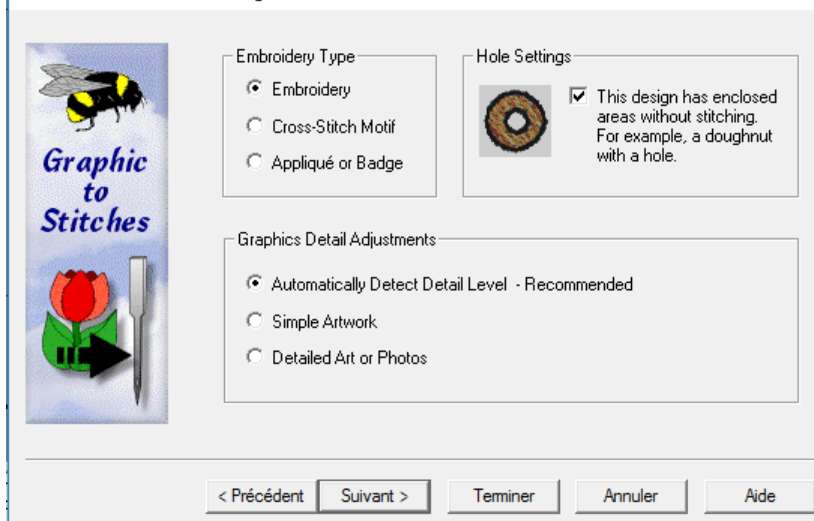 Graphic
to
Stitches
Embroidery Type
Embroidery
Cross-Stitch Motif
Appliqué or Badge
Hole Settings
This design has enclosed
areas without stitching.
For example, a doughnut
with a hole.
Graphics Detail Adjustments
Automatically Detect Detail Level - Recommended
Simple Artwork
Detailed Art or Photos
< Précédent
Suivant >
Terminer
Annuler
Aide